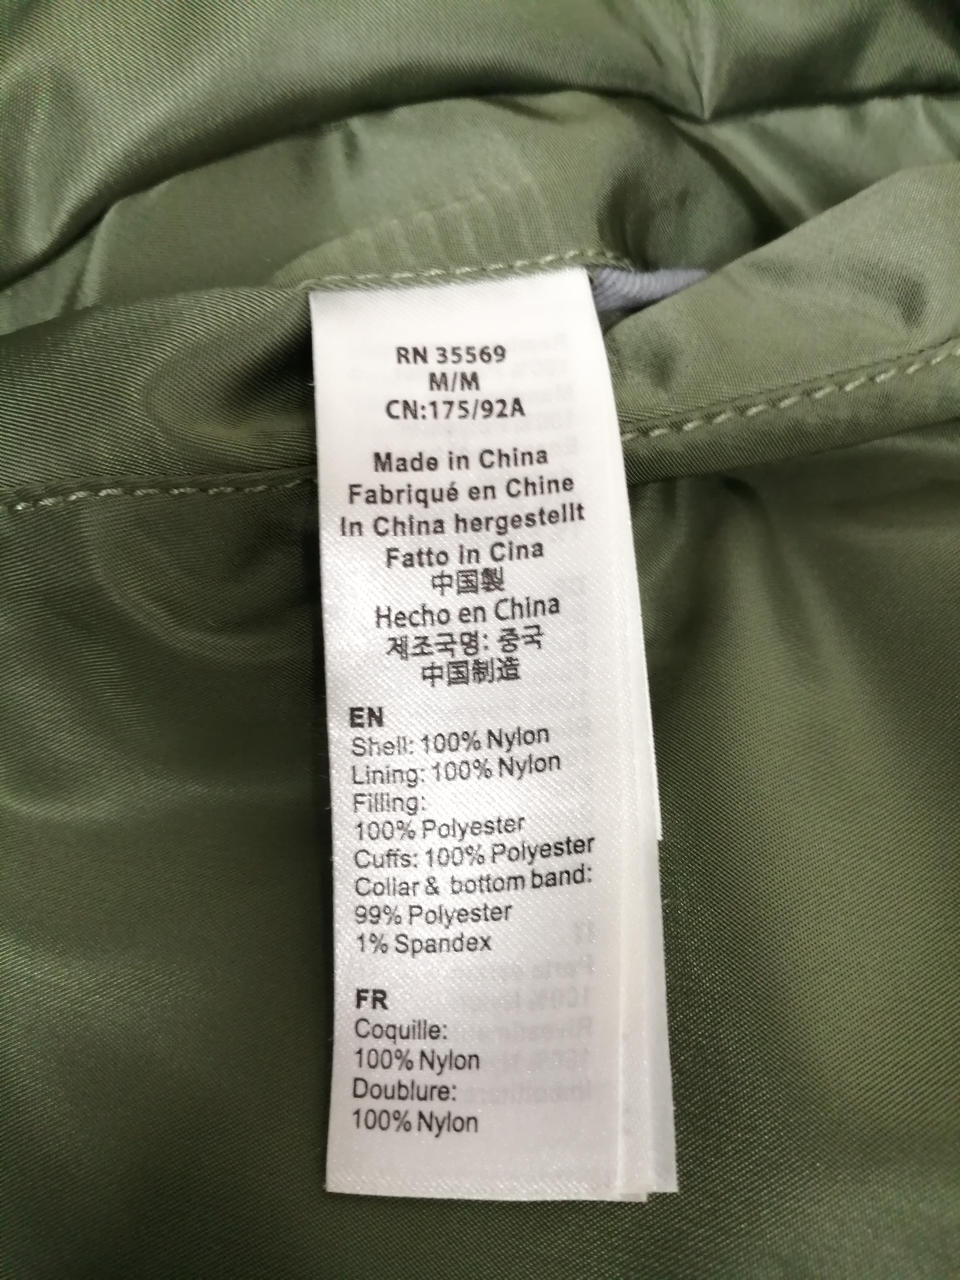 RN 35569
M/M
CN:175/92A
Made in China
Fabriqué en Chine
In China hergestellt
Fatto in Cina
中国製
Hecho en China
제조국명: 중국
中国制造
EN
Shell: 100% Nylon
Lining: 100% Nylon
Filling:
100% Polyester
Cuffs: 100% Polyester
Collar & bottom band:
99% Polyester
1% Spandex
FR
Coquille:
100% Nylon
Doublure:
100% Nylon